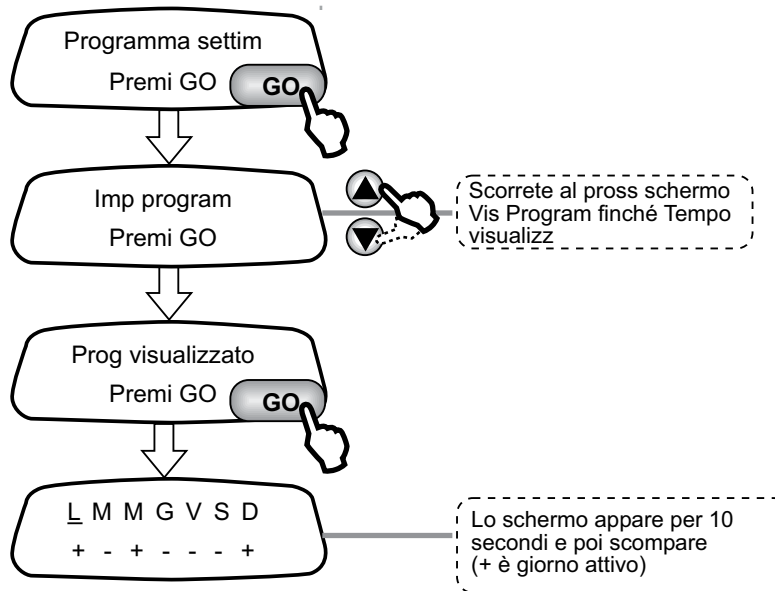 Programma settim
Premi GO GO
Imp program
Premi GO
Scorrete al pross schermo
Vis Program finché Tempo
visualizz
Prog visualizzato
Premi GO GO
L M M G V S D
+ - + - - - +
Lo schermo appare per 10
secondi e poi scompare
(+ è giorno attivo)